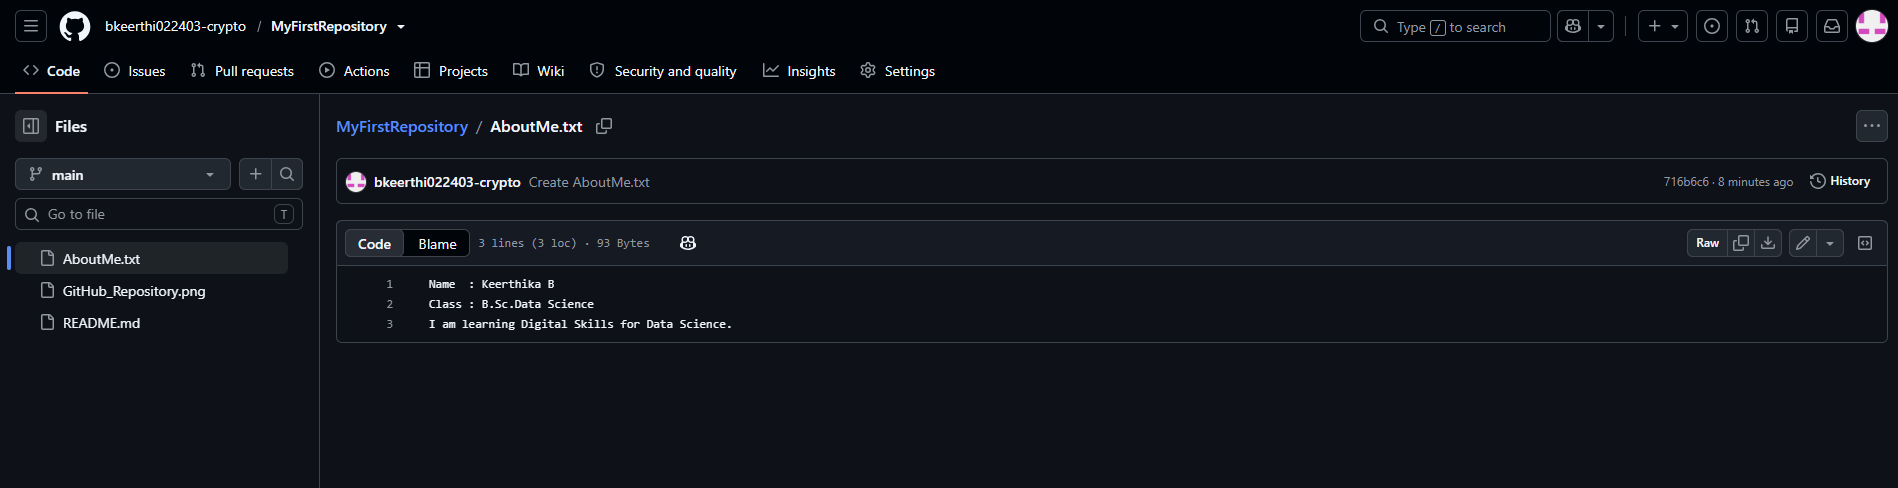 bkeerthi022403-crypto / MyFirstRepository
Type / to search
Code Issues Pull requests Actions Projects Wiki Security and quality Insights Settings
Files
main
Go to file T
AboutMe.txt
GitHub_Repository.png
README.md
MyFirstRepository / AboutMe.txt
bkeerthi022403-crypto Create AboutMe.txt 716b6c6 · 8 minutes ago History
Code Blame 3 lines (3 loc) · 93 Bytes Raw
1 Name  : Keerthika B
2 Class : B.Sc.Data Science
3 I am learning Digital Skills for Data Science.